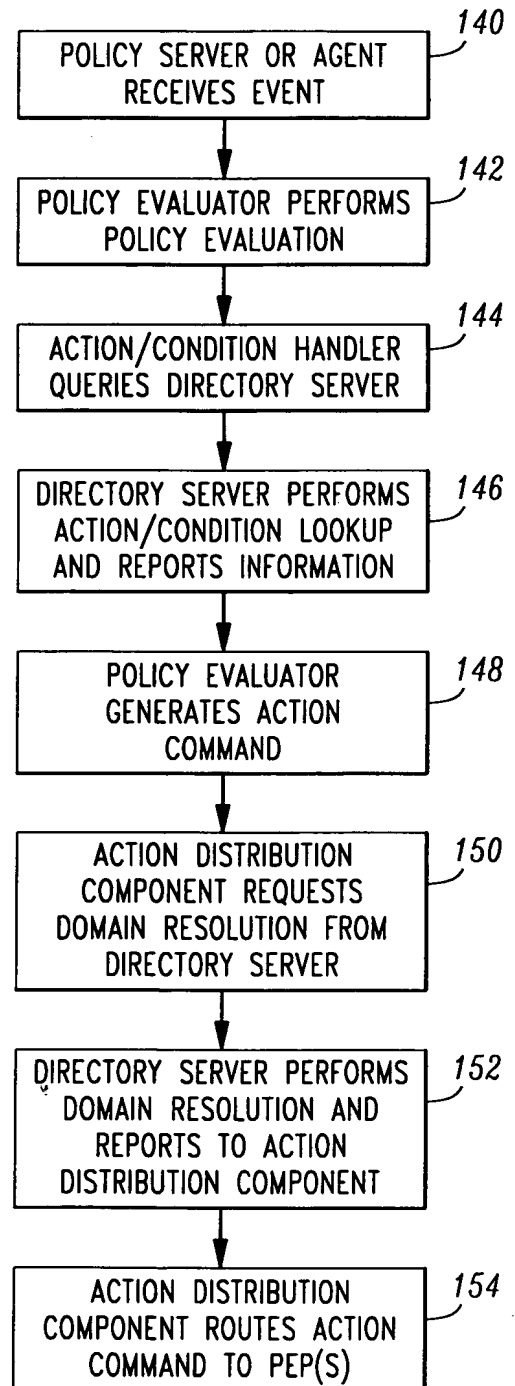 140
POLICY SERVER OR AGENT
RECEIVES EVENT
142
POLICY EVALUATOR PERFORMS
POLICY EVALUATION
144
ACTION/CONDITION HANDLER
QUERIES DIRECTORY SERVER
146
DIRECTORY SERVER PERFORMS
ACTION/CONDITION LOOKUP
AND REPORTS INFORMATION
148
POLICY EVALUATOR
GENERATES ACTION
COMMAND
150
ACTION DISTRIBUTION
COMPONENT REQUESTS
DOMAIN RESOLUTION FROM
DIRECTORY SERVER
152
DIRECTORY SERVER PERFORMS
DOMAIN RESOLUTION AND
REPORTS TO ACTION
DISTRIBUTION COMPONENT
154
ACTION DISTRIBUTION
COMPONENT ROUTES ACTION
COMMAND TO PEP(S)